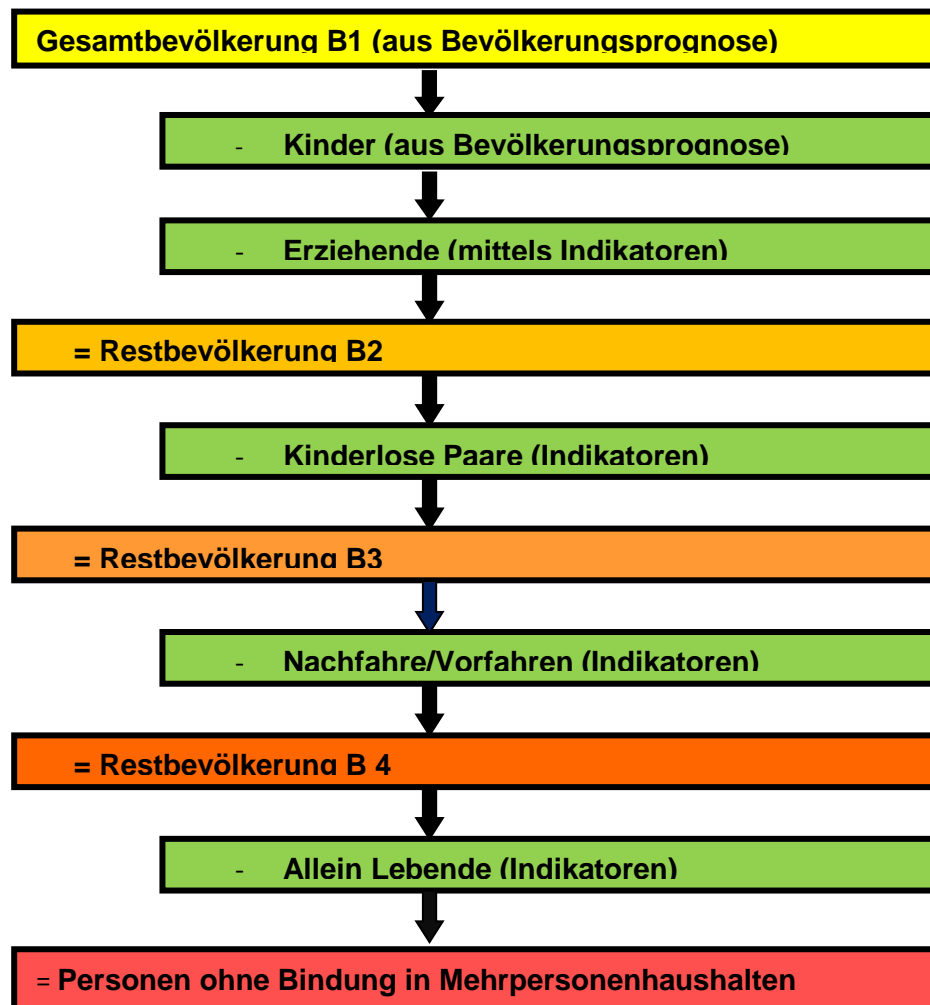 Gesamtbevölkerung B1 (aus Bevölkerungsprognose)
- Kinder (aus Bevölkerungsprognose)
- Erziehende (mittels Indikatoren)
= Restbevölkerung B2
- Kinderlose Paare (Indikatoren)
= Restbevölkerung B3
- Nachfahre/Vorfahren (Indikatoren)
= Restbevölkerung B 4
- Allein Lebende (Indikatoren)
= Personen ohne Bindung in Mehrpersonenhaushalten